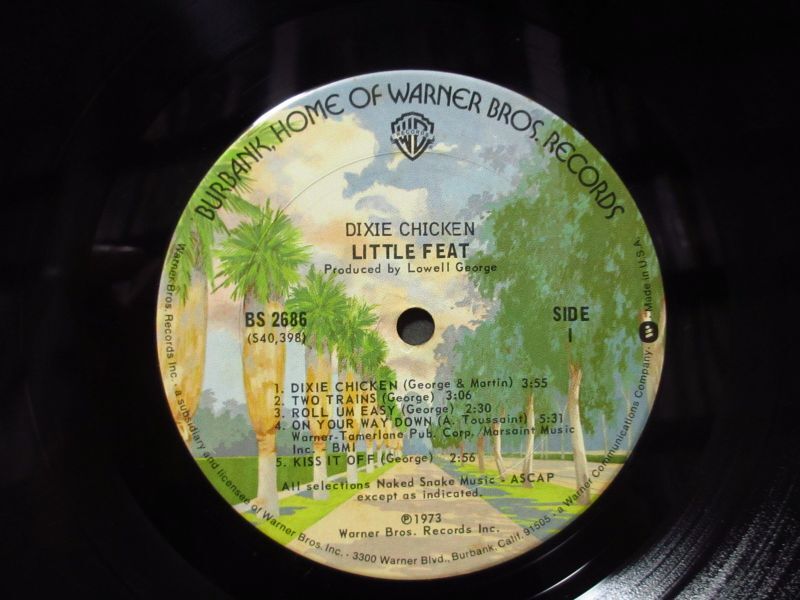 BURBANK, HOME OF WARNER BROS. RECORDS
WB
RECORDS
DIXIE CHICKEN
LITTLE FEAT
Produced by Lowell George
BS 2686
(S40,398)
SIDE
1
1. DIXIE CHICKEN (George & Martin) 3:55
2. TWO TRAINS (George) 3:06
3. ROLL UM EASY (George) 2:30
4. ON YOUR WAY DOWN (A. Toussaint) 5:31
Warner-Tamerlane Pub. Corp./Marsaint Music
Inc. - BMI
5. KISS IT OFF (George) 2:56
All selections Naked Snake Music - ASCAP
except as indicated.
℗1973
Warner Bros. Records Inc.
Warner Bros. Records Inc. • a subsidiary and licensee of Warner Bros. Inc. • 3300 Warner Blvd., Burbank, Calif. 91505 • a Warner Communications Company. • Made in U.S.A.